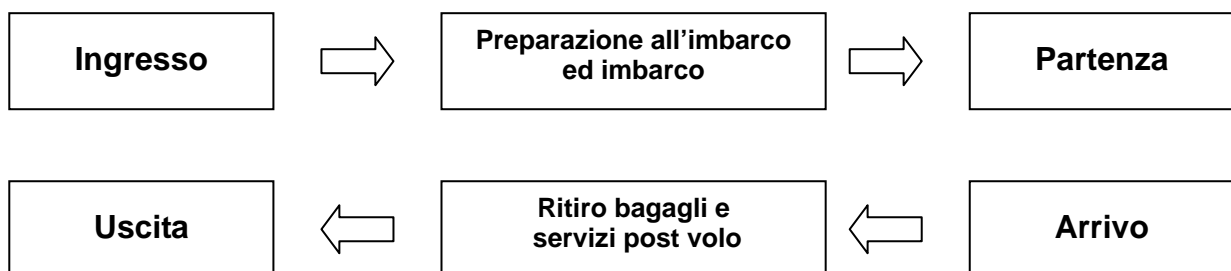 Ingresso
Preparazione all’imbarco
ed imbarco
Partenza
Uscita
Ritiro bagagli e
servizi post volo
Arrivo